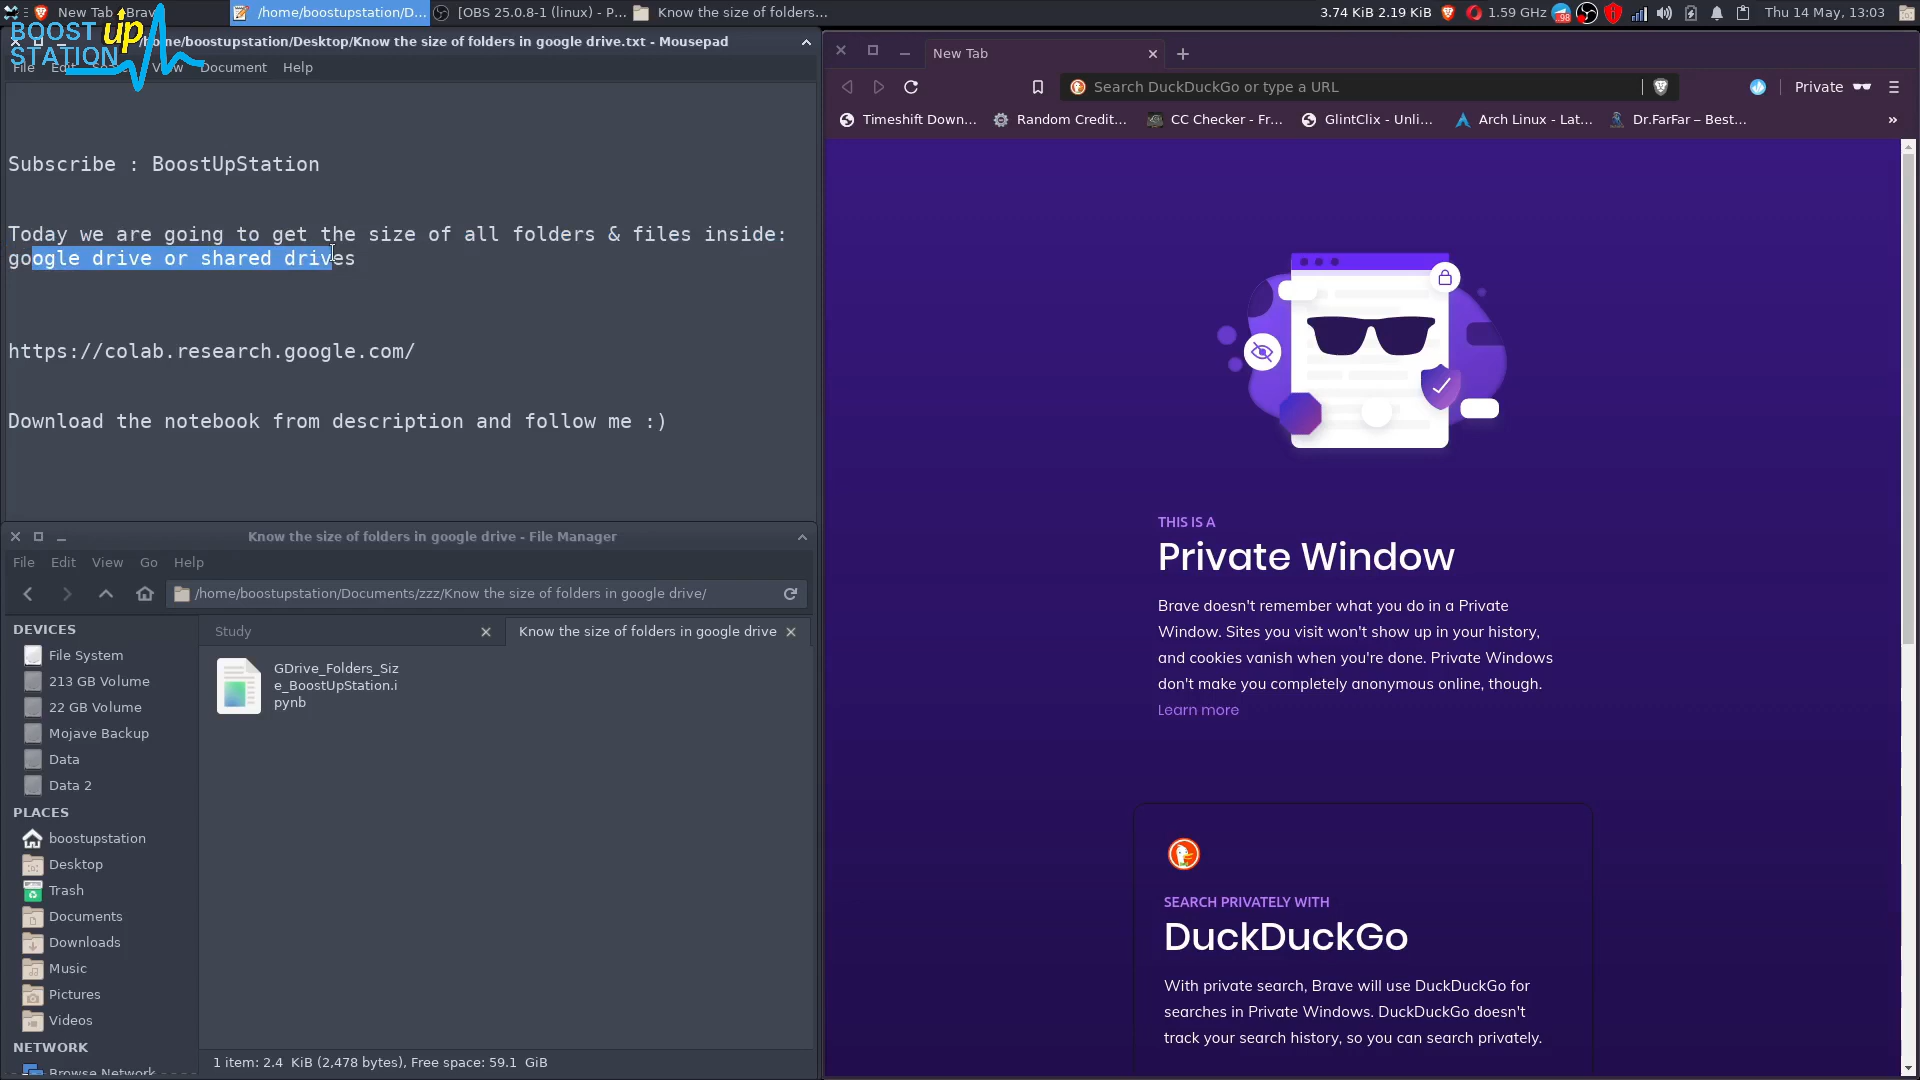 New Tab - Brav
/home/boostupstation/D...
[OBS 25.0.8-1 (linux) - P...
Know the size of folders...
3.74 KiB 2.19 KiB
1.59 GHz
98
Thu 14 May, 13:03
BOOST up
STATION
/home/boostupstation/Desktop/Know the size of folders in google drive.txt - Mousepad
File Edit Search View Document Help
Subscribe : BoostUpStation
Today we are going to get the size of all folders & files inside:
google drive or shared drives
https://colab.research.google.com/
Download the notebook from description and follow me :)
Know the size of folders in google drive - File Manager
File Edit View Go Help
/home/boostupstation/Documents/zzz/Know the size of folders in google drive/
DEVICES
File System
213 GB Volume
22 GB Volume
Mojave Backup
Data
Data 2
PLACES
boostupstation
Desktop
Trash
Documents
Downloads
Music
Pictures
Videos
NETWORK
Browse Network
Study
Know the size of folders in google drive
GDrive_Folders_Siz
e_BoostUpStation.i
pynb
1 item: 2.4 KiB (2,478 bytes), Free space: 59.1 GiB
New Tab
Search DuckDuckGo or type a URL
Private
Timeshift Down...
Random Credit...
CC Checker - Fr...
GlintClix - Unli...
Arch Linux - Lat...
Dr.FarFar – Best...
»
THIS IS A
Private Window
Brave doesn't remember what you do in a Private
Window. Sites you visit won't show up in your history,
and cookies vanish when you're done. Private Windows
don't make you completely anonymous online, though.
Learn more
SEARCH PRIVATELY WITH
DuckDuckGo
With private search, Brave will use DuckDuckGo for
searches in Private Windows. DuckDuckGo doesn't
track your search history, so you can search privately.